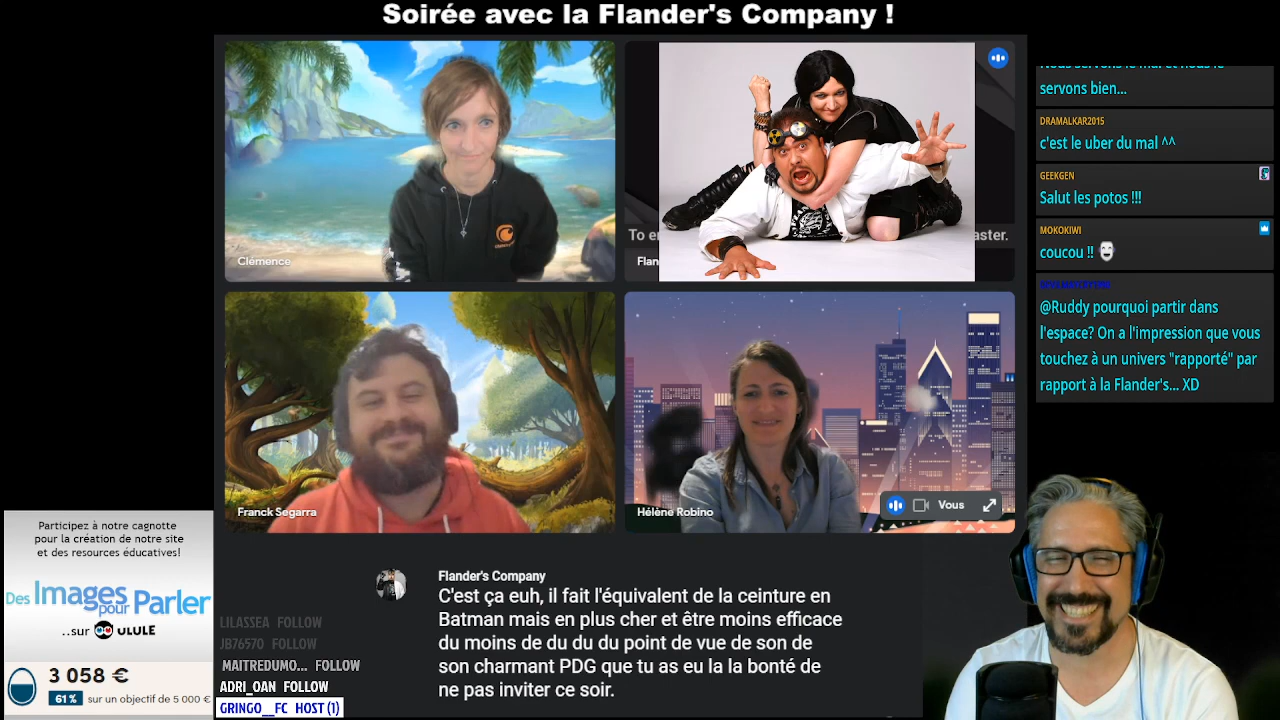 Soirée avec la Flander's Company !
Clémence
To er
aster.
Flan
Franck Segarra
Hélène Robino
Vous
servons bien...
DRAMALKAR2015
c'est le uber du mal ^^
GEEKGEN
Salut les potos !!!
MOKOKIWI
coucou !!
@Ruddy pourquoi partir dans
l'espace? On a l'impression que vous
touchez à un univers "rapporté" par
rapport à la Flander's... XD
Participez à notre cagnotte
pour la création de notre site
et des resources éducatives!
Des Images pour Parler
..sur ULULE
3 058 €
61 % sur un objectif de 5 000 €
LILASSEA FOLLOW
JB76570 FOLLOW
MAITREDUMO... FOLLOW
ADRI_OAN FOLLOW
GRINGO__FC HOST (1)
Flander's Company
C'est ça euh, il fait l'équivalent de la ceinture en
Batman mais en plus cher et être moins efficace
du moins de du du du point de vue de son de
son charmant PDG que tu as eu la la bonté de
ne pas inviter ce soir.